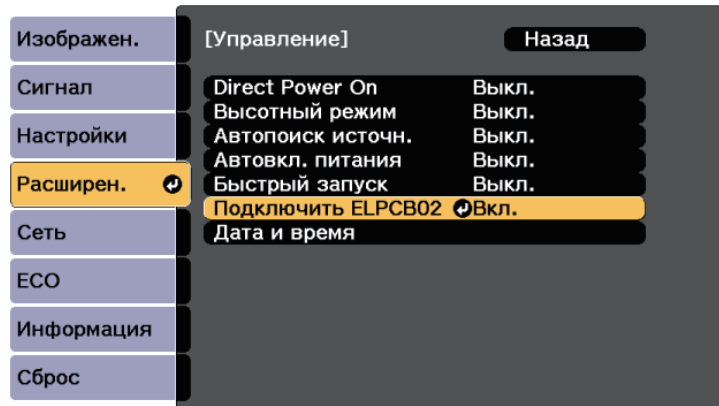 Изображен.
Сигнал
Настройки
Расширен.
Сеть
ECO
Информация
Сброс
[Управление] Назад
Direct Power On Выкл.
Высотный режим Выкл.
Автопоиск источн. Выкл.
Автовкл. питания Выкл.
Быстрый запуск Выкл.
Подключить ELPCB02 Вкл.
Дата и время